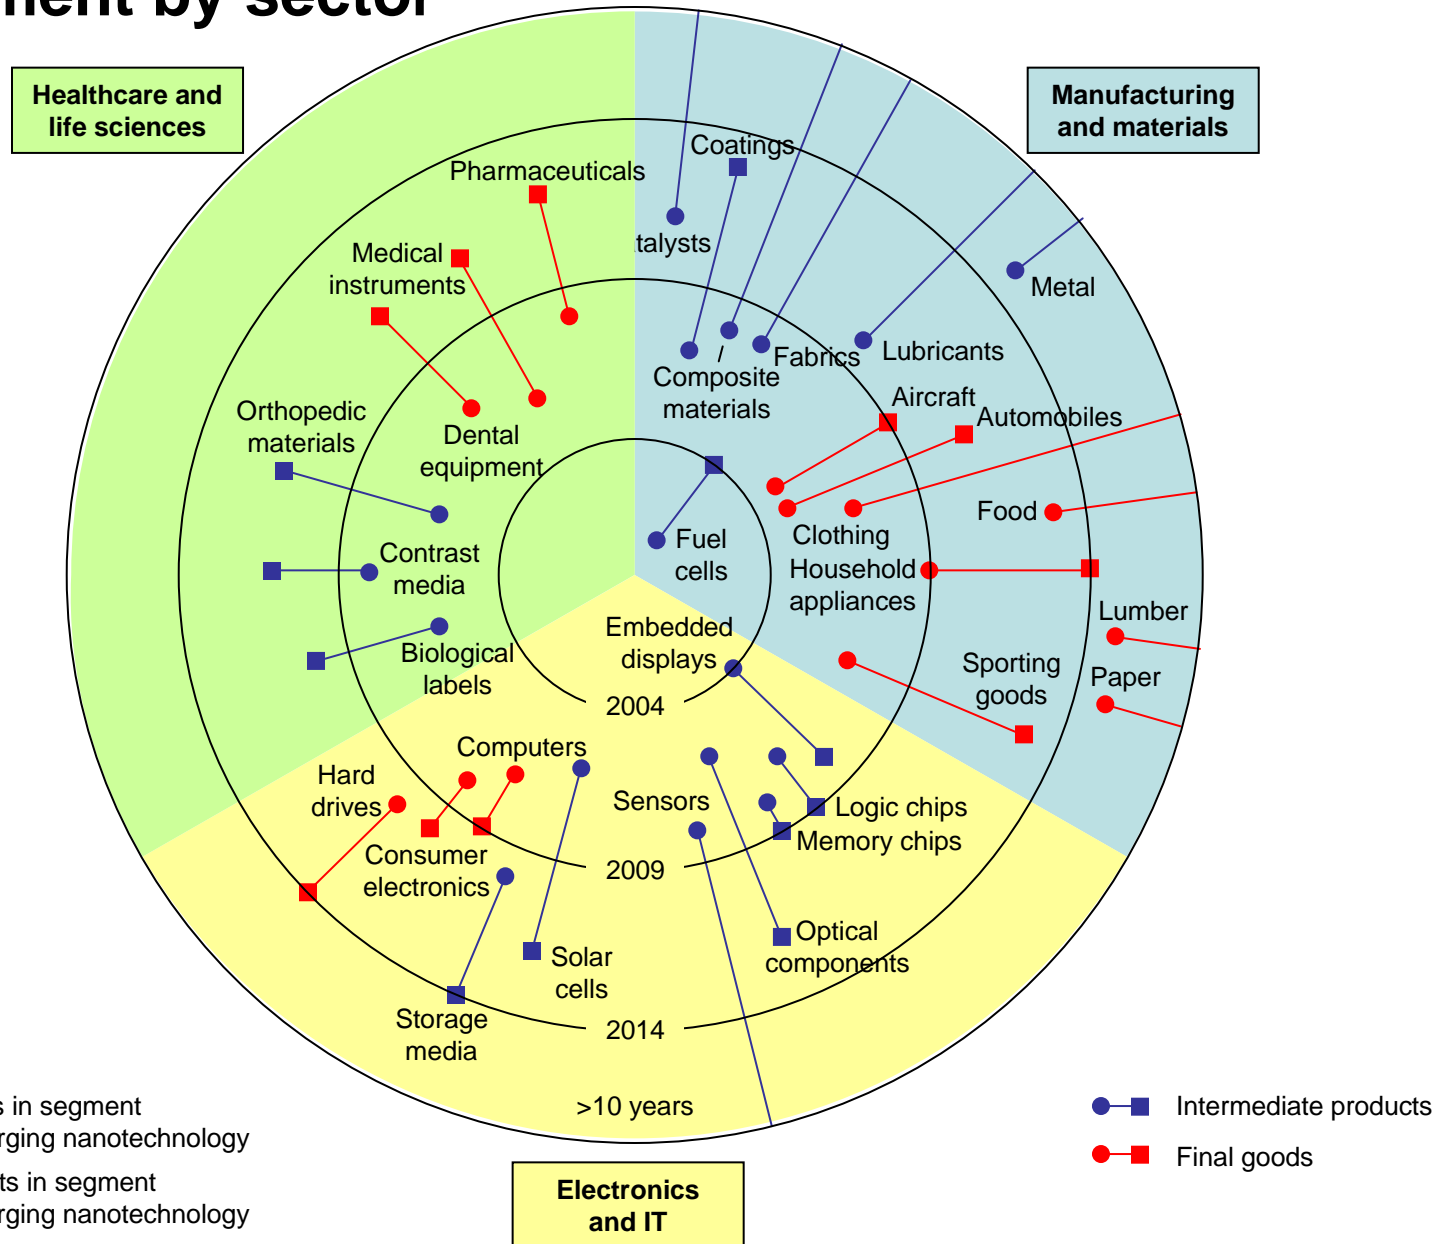 ment by sector
Healthcare and
life sciences
Manufacturing
and materials
Coatings
Pharmaceuticals
talysts
Medical
instruments
Metal
Fabrics
Lubricants
Composite
materials
Aircraft
Automobiles
Orthopedic
materials
Dental
equipment
Food
Clothing
Fuel
cells
Contrast
media
Household
appliances
Lumber
Embedded
displays
Biological
labels
Sporting
goods
Paper
2004
Computers
Hard
drives
Sensors
Logic chips
Memory chips
Consumer
electronics
2009
Optical
components
Solar
cells
Storage
media
2014
>10 years
s in segment
rging nanotechnology
ts in segment
rging nanotechnology
Intermediate products
Final goods
Electronics
and IT